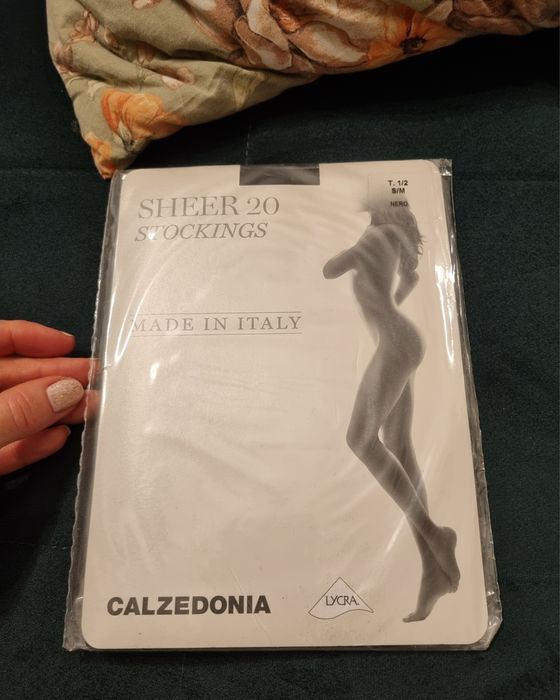 T. 1/2
S/M
NERO
SHEER 20
STOCKINGS
MADE IN ITALY
CALZEDONIA
LYCRA.